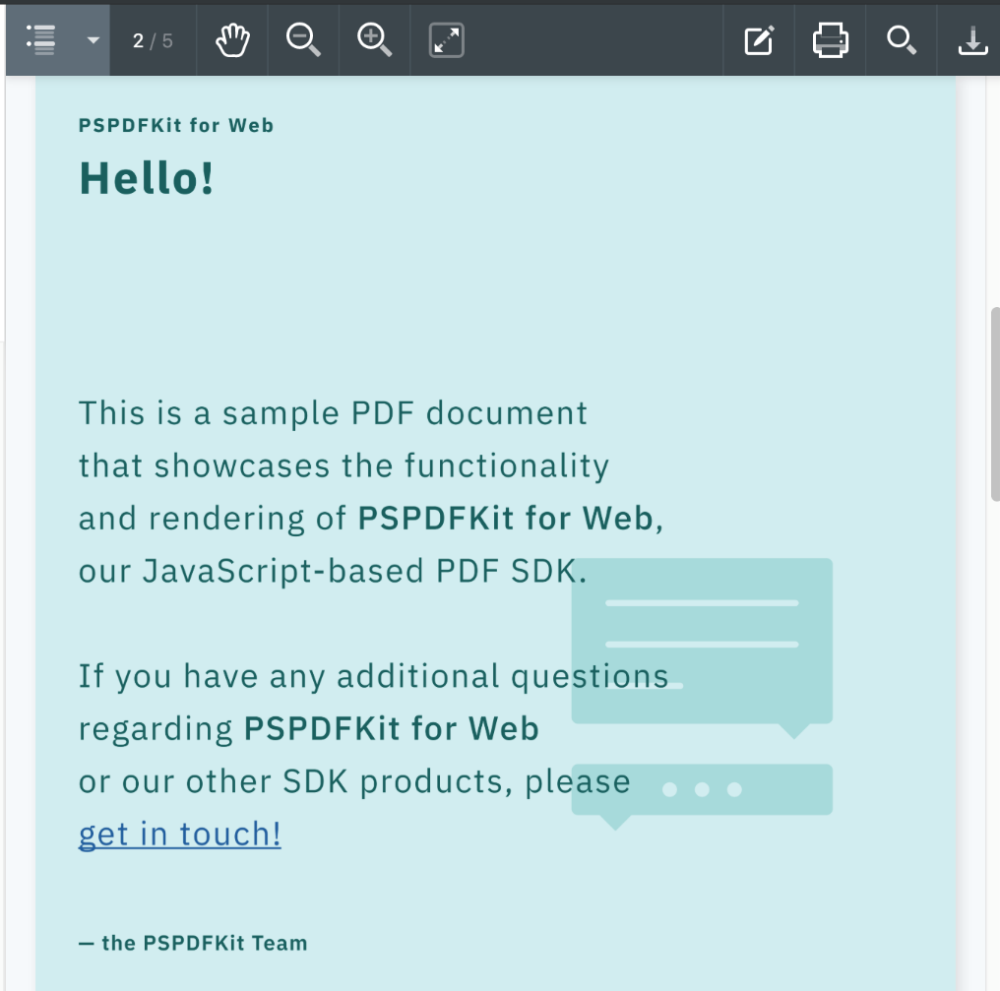 2 / 5
PSPDFKit for Web
Hello!
This is a sample PDF document
that showcases the functionality
and rendering of PSPDFKit for Web,
our JavaScript-based PDF SDK.
If you have any additional questions
regarding PSPDFKit for Web
or our other SDK products, please
get in touch!
— the PSPDFKit Team